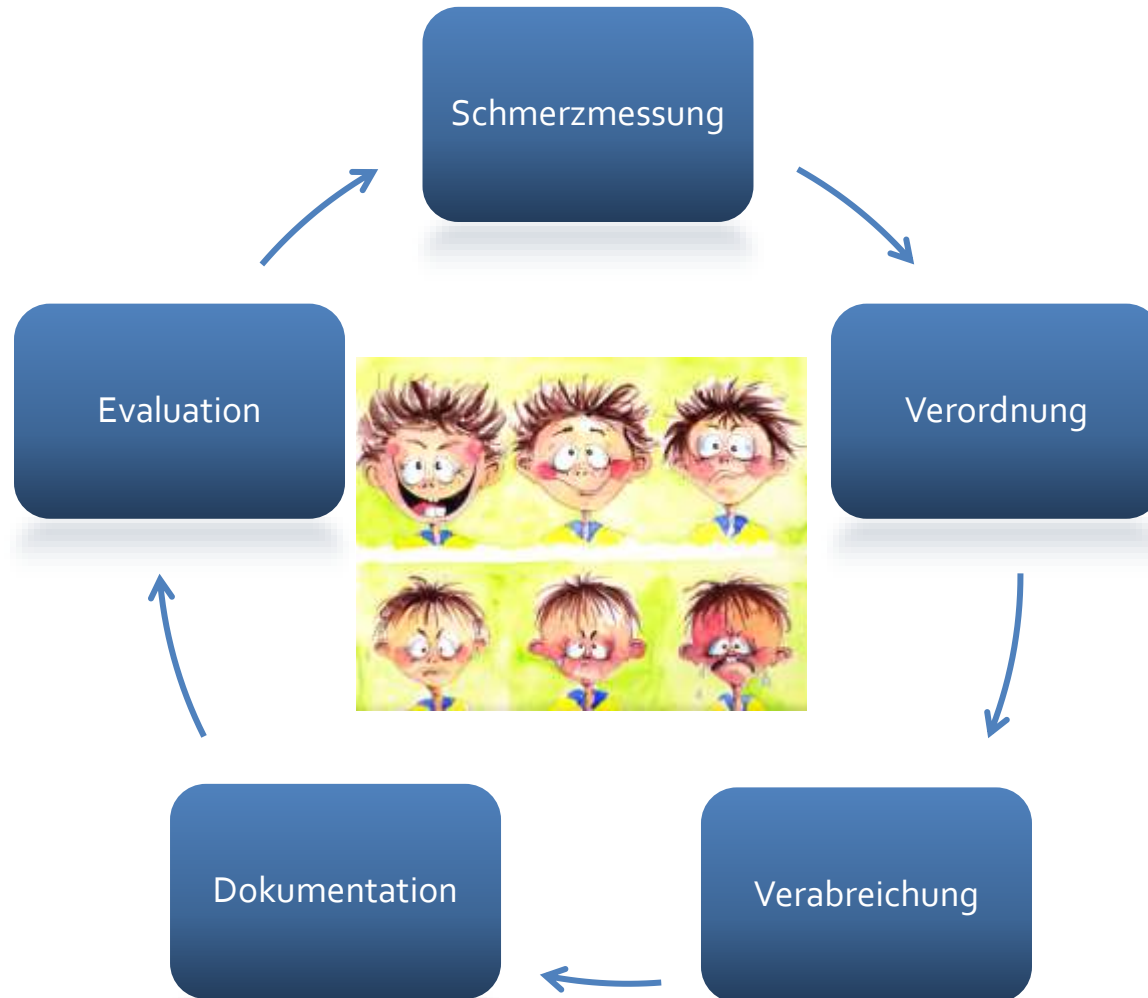 Schmerzmessung
Verordnung
Verabreichung
Dokumentation
Evaluation